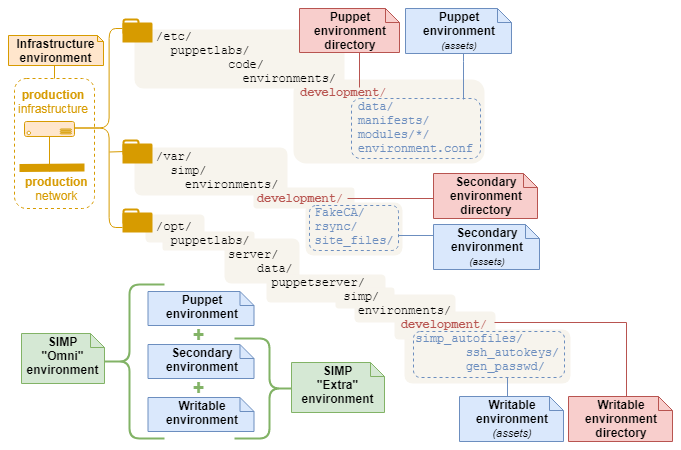 Infrastructure
environment
production
infrastructure
production
network
/etc/
puppetlabs/
code/
environments/
development/
data/
manifests/
modules/*/
environment.conf
Puppet
environment
directory
Puppet
environment
(assets)
/var/
simp/
environments/
development/
FakeCA/
rsync/
site_files/
Secondary
environment
directory
Secondary
environment
(assets)
/opt/
puppetlabs/
server/
data/
puppetserver/
simp/
environments/
development/
simp_autofiles/
ssh_autokeys/
gen_passwd/
Writable
environment
(assets)
Writable
environment
directory
SIMP
"Omni"
environment
Puppet
environment
+
Secondary
environment
+
Writable
environment
SIMP
"Extra"
environment